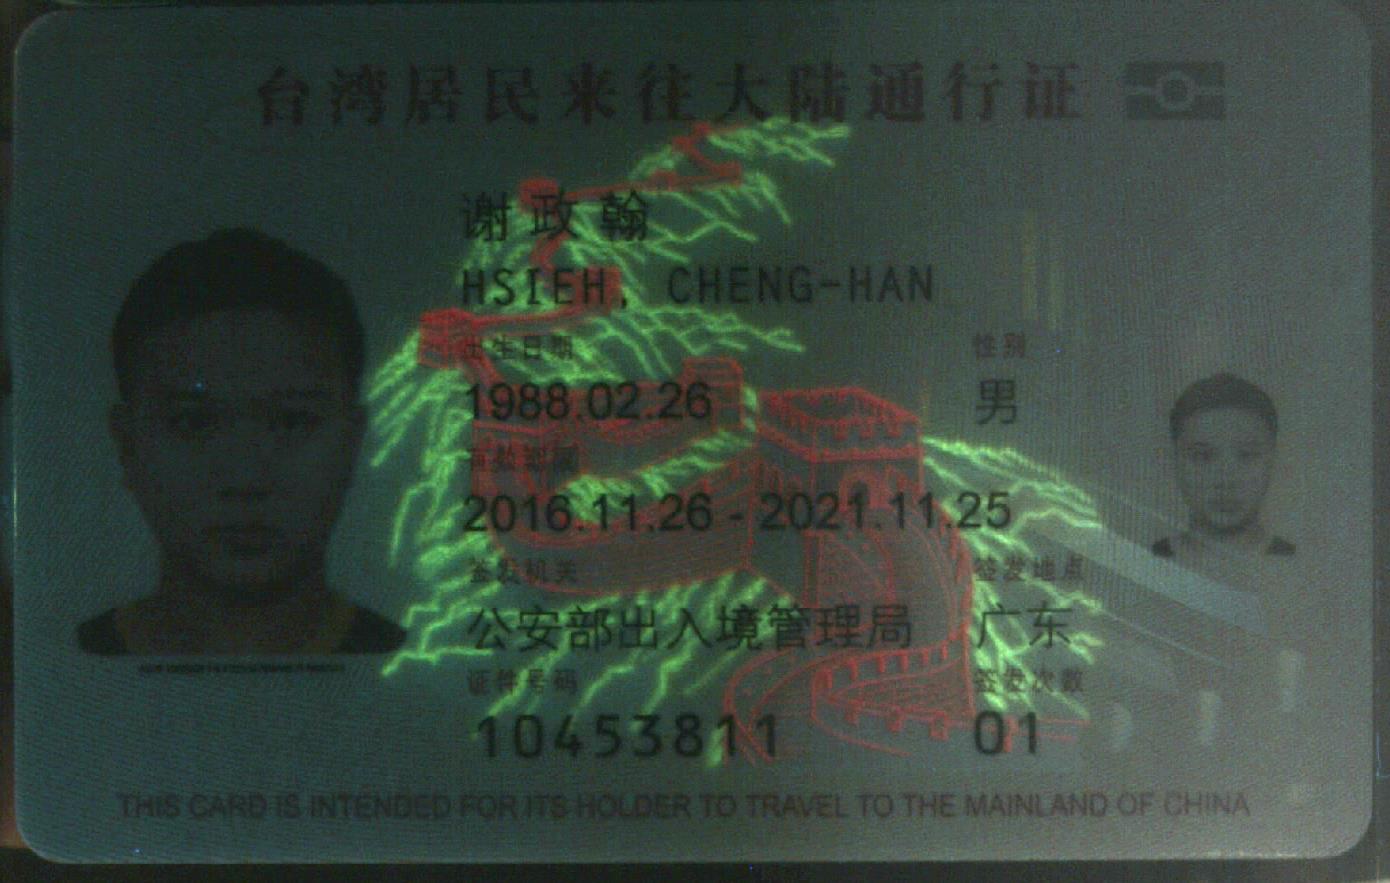 台湾居民来往大陆通行证
谢政翰
HSIEH, CHENG-HAN
出生日期 性别
1988.02.26 男
有效期限
2016.11.26 - 2021.11.25
签发机关 签发地点
公安部出入境管理局 广东
证件号码 签发次数
10453811 01
THIS CARD IS INTENDED FOR ITS HOLDER TO TRAVEL TO THE MAINLAND OF CHINA